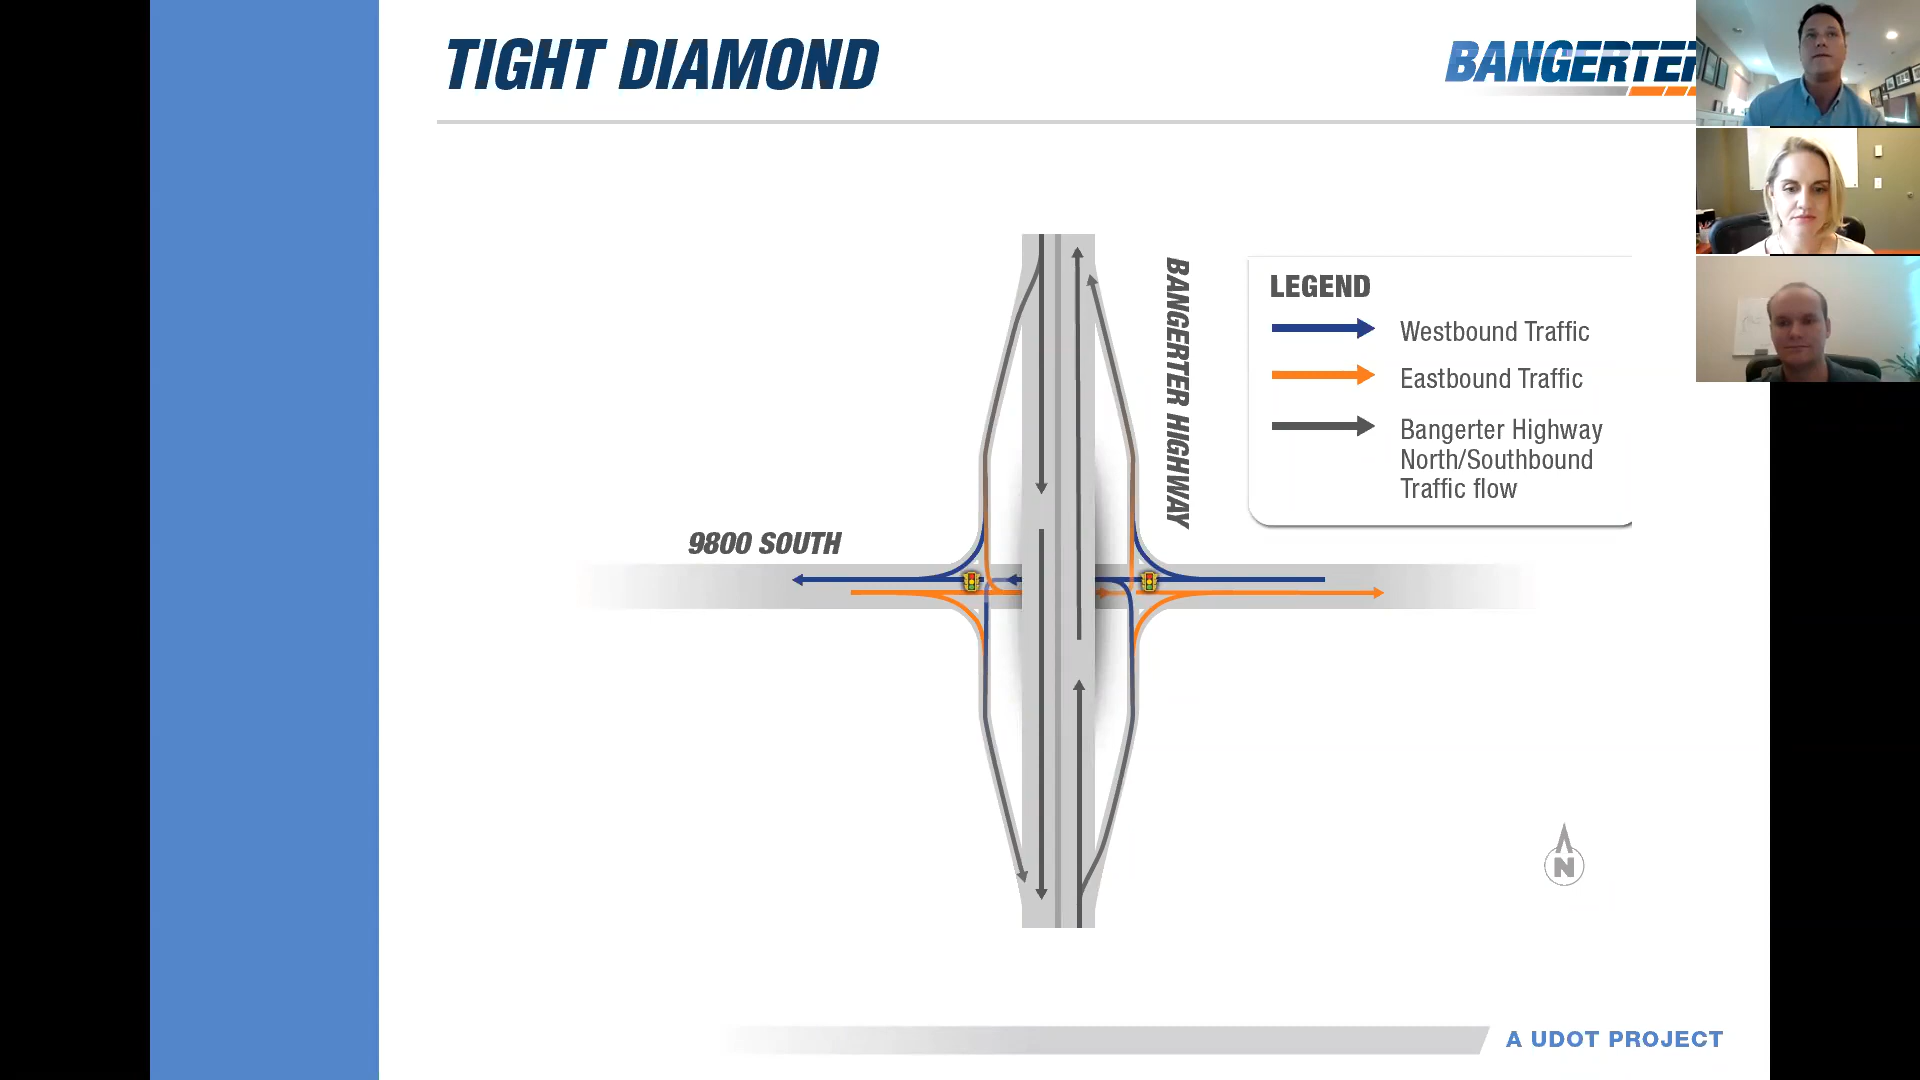 TIGHT DIAMOND
BANGERTER
BANGERTER HIGHWAY
LEGEND
Westbound Traffic
Eastbound Traffic
Bangerter Highway
North/Southbound
Traffic flow
9800 SOUTH
N
A UDOT PROJECT